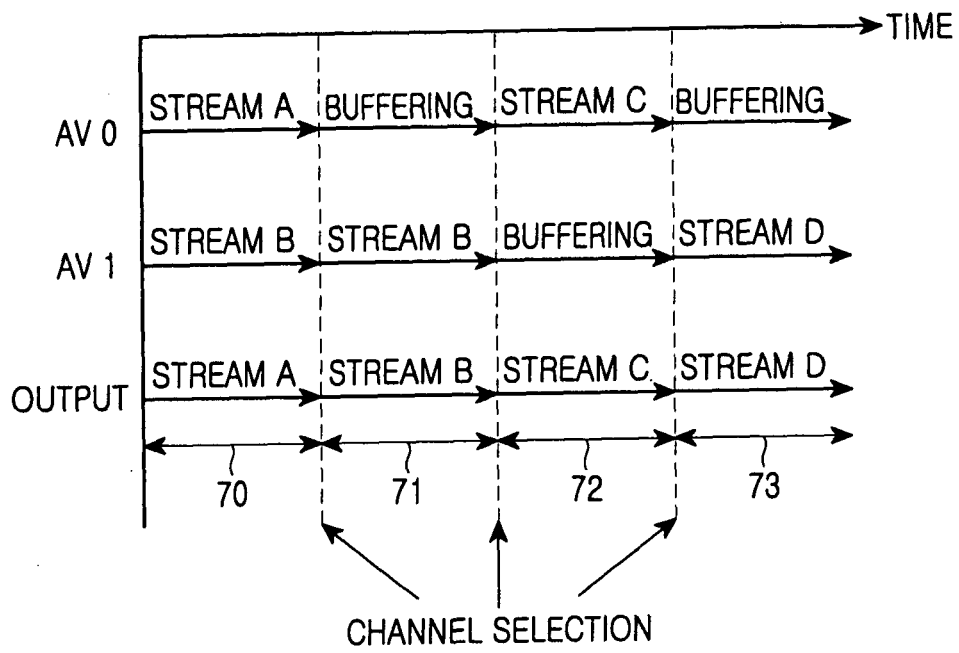 TIME
STREAM A BUFFERING STREAM C BUFFERING
AV 0
STREAM B STREAM B BUFFERING STREAM D
AV 1
STREAM A STREAM B STREAM C STREAM D
OUTPUT
70 71 72 73
CHANNEL SELECTION